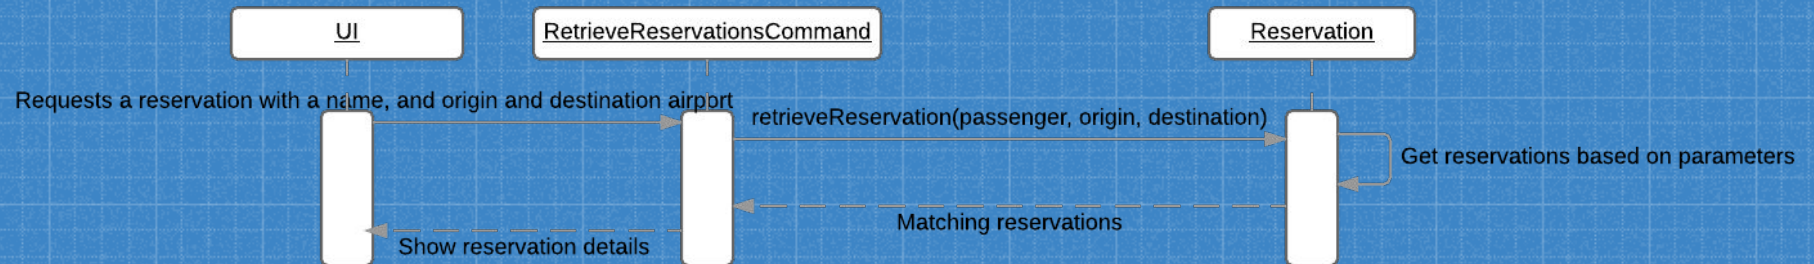 UI
RetrieveReservationsCommand
Reservation
Requests a reservation with a name, and origin and destination airport
retrieveReservation(passenger, origin, destination)
Get reservations based on parameters
Matching reservations
Show reservation details